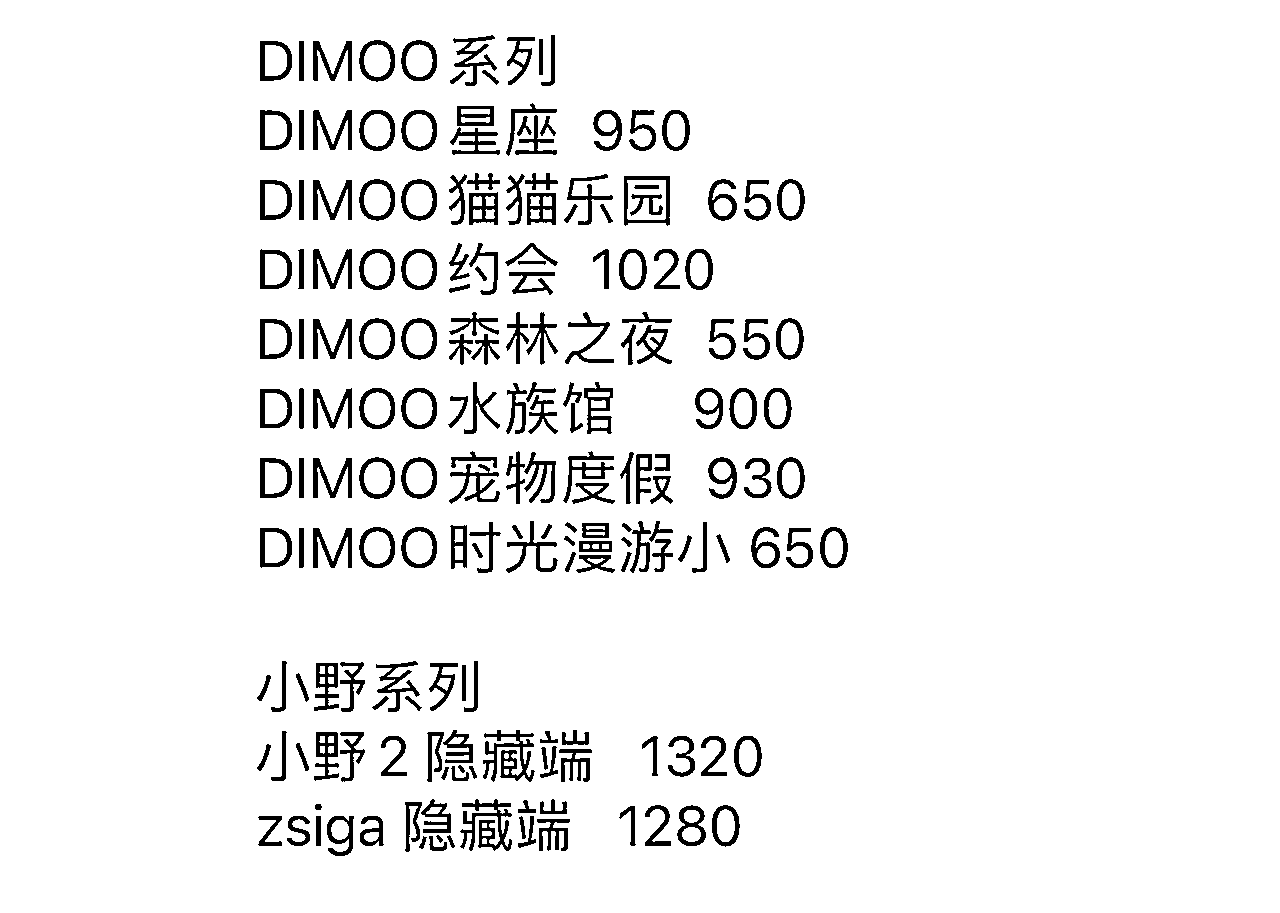 DIMOO系列
DIMOO星座 950
DIMOO猫猫乐园 650
DIMOO约会 1020
DIMOO森林之夜 550
DIMOO水族馆 900
DIMOO宠物度假 930
DIMOO时光漫游小 650
小野系列
小野2 隐藏端 1320
zsiga 隐藏端 1280